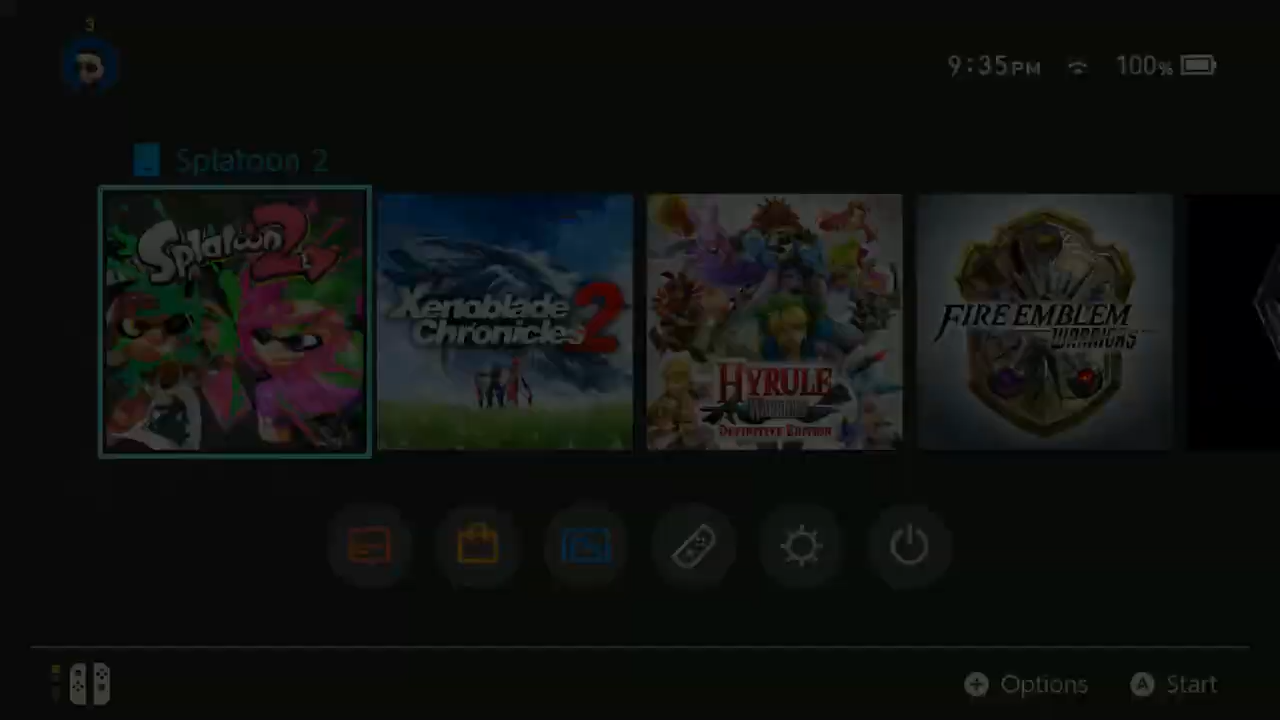 3
9:35PM 100%
Splatoon 2
Splatoon 2
Xenoblade
Chronicles 2
HYRULE
WARRIORS
DEFINITIVE EDITION
FIRE EMBLEM
WARRIORS
+ Options A Start